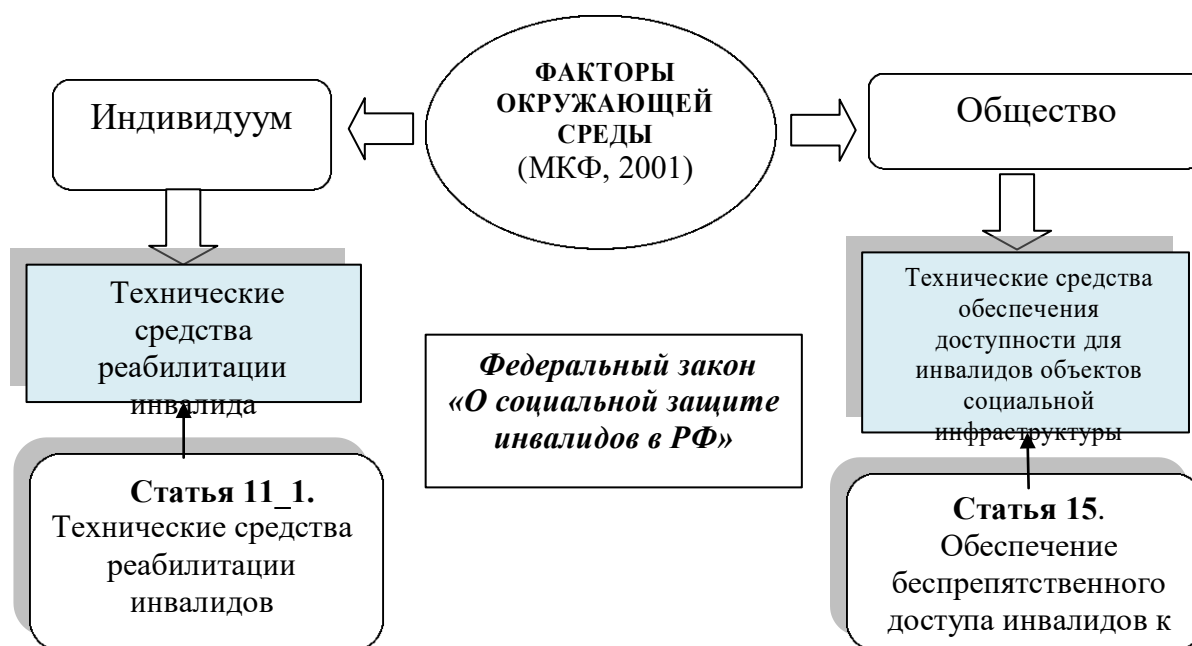 ФАКТОРЫ
ОКРУЖАЮЩЕЙ
СРЕДЫ
(МКФ, 2001)
Индивидуум
Общество
Технические
средства
реабилитации
инвалида
Технические средства
обеспечения
доступности для
инвалидов объектов
социальной
инфраструктуры
Федеральный закон
«О социальной защите
инвалидов в РФ»
Статья 11_1.
Технические средства
реабилитации
инвалидов
Статья 15.
Обеспечение
беспрепятственного
доступа инвалидов к